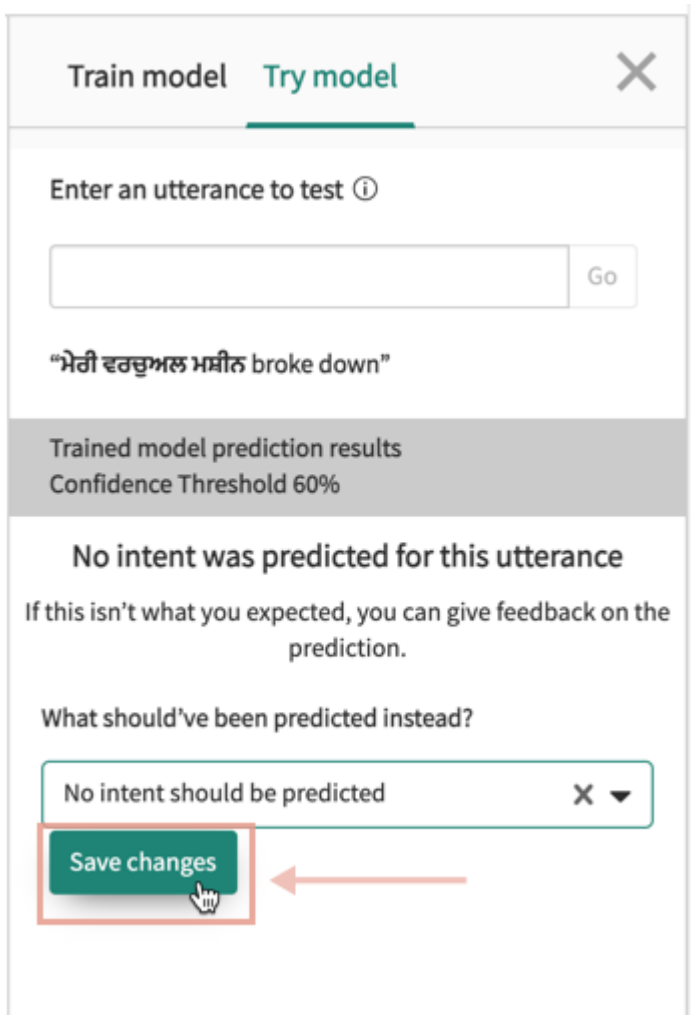 Train model Try model
Enter an utterance to test
Go
“ਮੇਰੀ ਵਰਚੁਅਲ ਮਸ਼ੀਨ broke down”
Trained model prediction results
Confidence Threshold 60%
No intent was predicted for this utterance
If this isn’t what you expected, you can give feedback on the
prediction.
What should’ve been predicted instead?
No intent should be predicted
Save changes